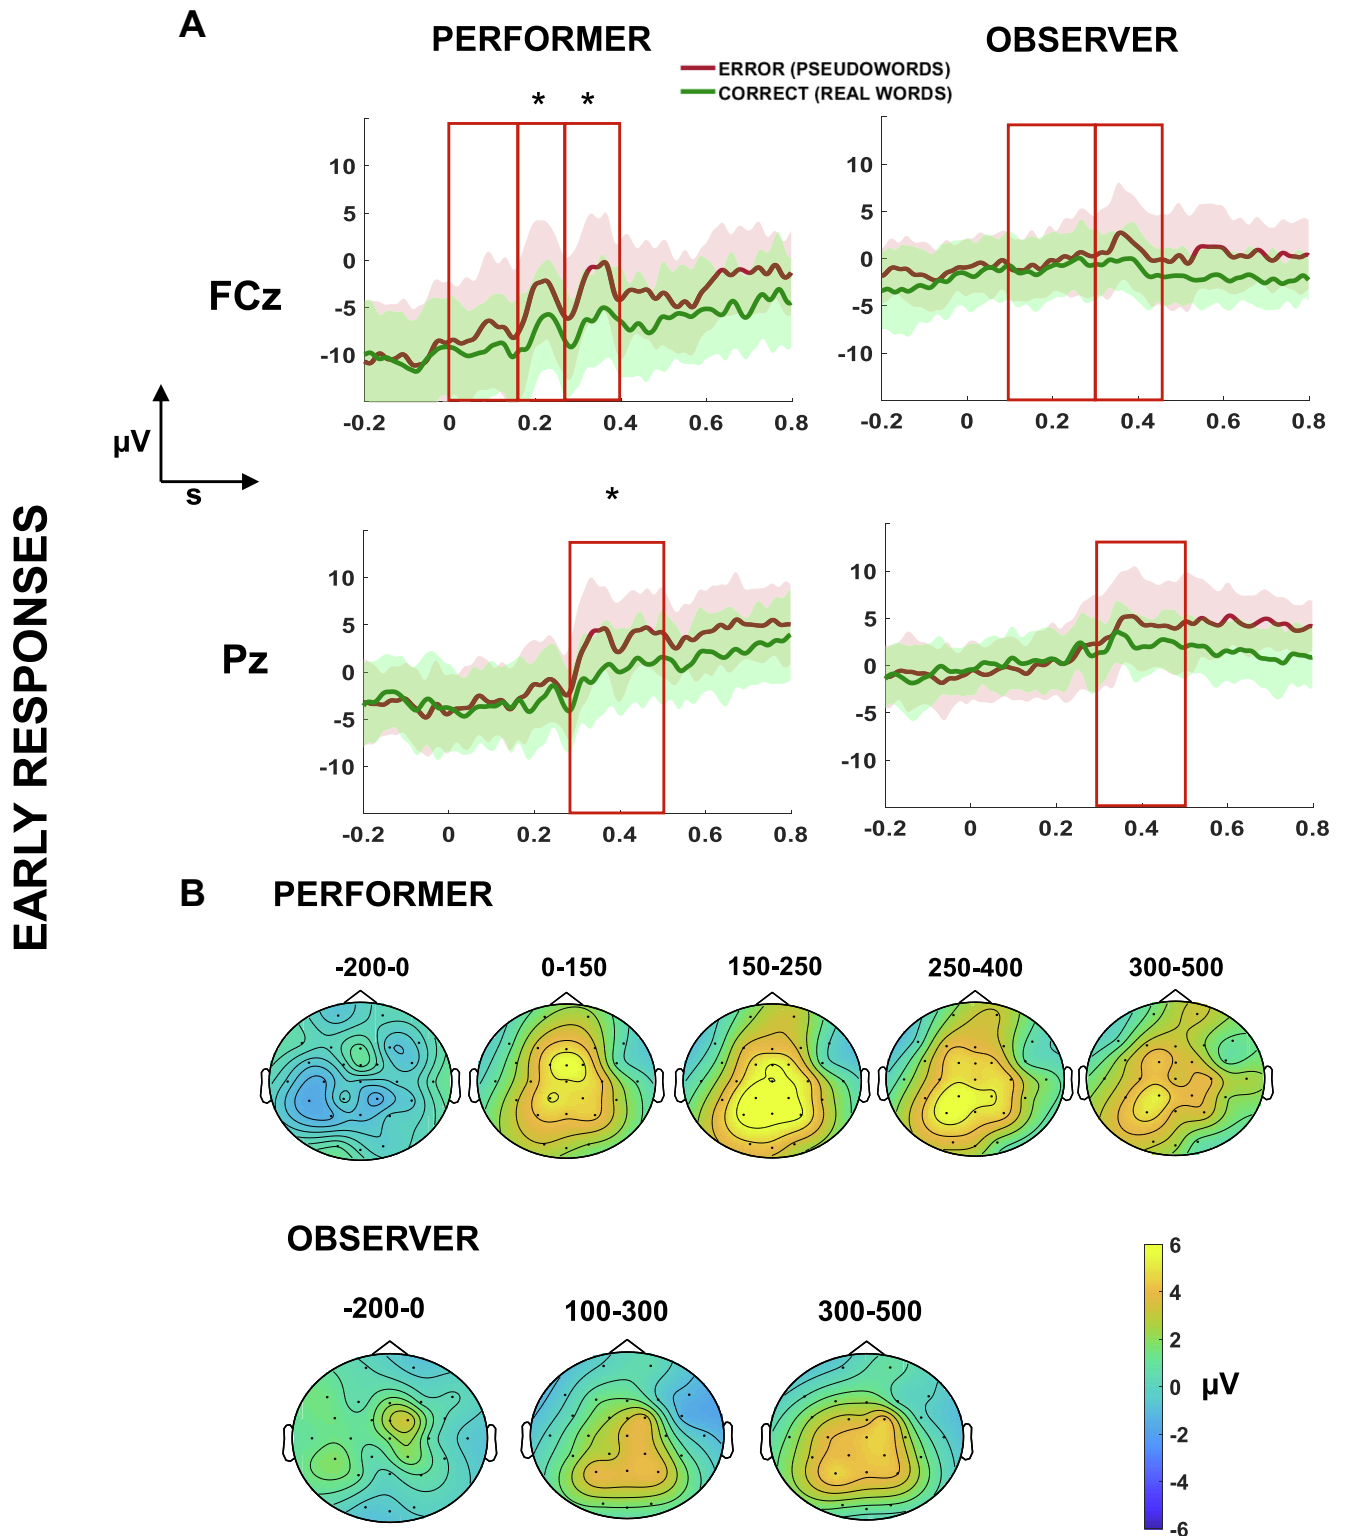 A
PERFORMER
OBSERVER
ERROR (PSEUDOWORDS)
CORRECT (REAL WORDS)
* *
FCz
10
5
0
-5
-10
-0.2 0 0.2 0.4 0.6 0.8
10
5
0
-5
-10
-0.2 0 0.2 0.4 0.6 0.8
µV
s
EARLY RESPONSES
*
Pz
10
5
0
-5
-10
-0.2 0 0.2 0.4 0.6 0.8
10
5
0
-5
-10
-0.2 0 0.2 0.4 0.6 0.8
B
PERFORMER
-200-0 0-150 150-250 250-400 300-500
OBSERVER
-200-0 100-300 300-500
6
4
2
0
-2
-4
-6
µV